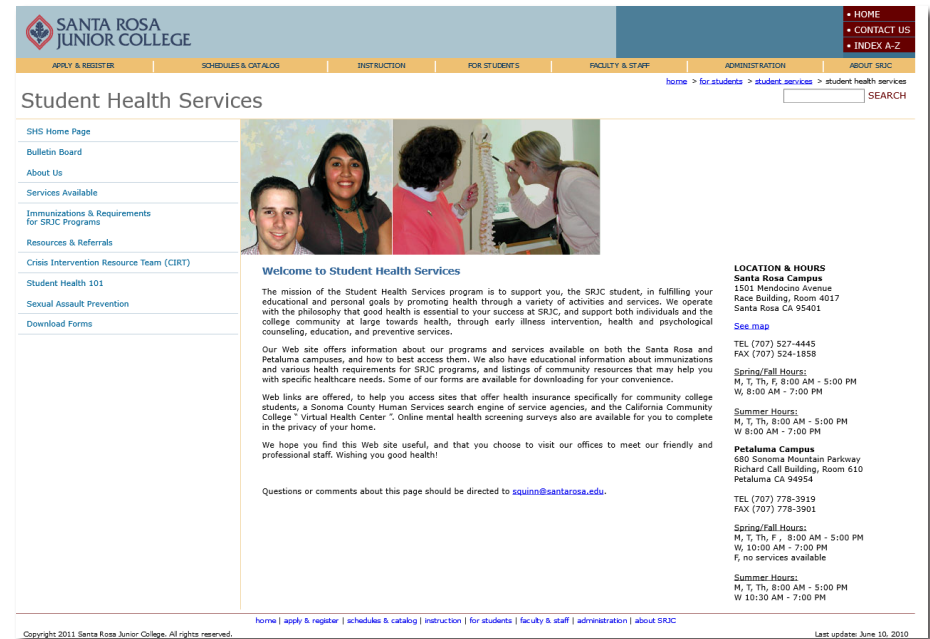 SANTA ROSA
JUNIOR COLLEGE
• HOME
• CONTACT US
• INDEX A-Z
APPLY & REGISTER
SCHEDULES & CATALOG
INSTRUCTION
FOR STUDENTS
FACULTY & STAFF
ADMINISTRATION
ABOUT SRJC
home > for students > student services > student health services
SEARCH
Student Health Services
SHS Home Page
Bulletin Board
About Us
Services Available
Immunizations & Requirements
for SRJC Programs
Resources & Referrals
Crisis Intervention Resource Team (CIRT)
Student Health 101
Sexual Assault Prevention
Download Forms
Welcome to Student Health Services
The mission of the Student Health Services program is to support you, the SRJC student, in fulfilling your
educational and personal goals by promoting health through a variety of activities and services. We operate
with the philosophy that good health is essential to your success at SRJC, and support both individuals and the
college community at large towards health, through early illness intervention, health and psychological
counseling, education, and preventive services.
Our Web site offers information about our programs and services available on both the Santa Rosa and
Petaluma campuses, and how to best access them. We also have educational information about immunizations
and various health requirements for SRJC programs, and listings of community resources that may help you
with specific healthcare needs. Some of our forms are available for downloading for your convenience.
Web links are offered, to help you access sites that offer health insurance specifically for community college
students, a Sonoma County Human Services search engine of service agencies, and the California Community
College " Virtual Health Center ". Online mental health screening surveys also are available for you to complete
in the privacy of your home.
We hope you find this Web site useful, and that you choose to visit our offices to meet our friendly and
professional staff. Wishing you good health!
Questions or comments about this page should be directed to squinn@santarosa.edu.
LOCATION & HOURS
Santa Rosa Campus
1501 Mendocino Avenue
Race Building, Room 4017
Santa Rosa CA 95401
See map
TEL (707) 527-4445
FAX (707) 524-1858
Spring/Fall Hours:
M, T, Th, F, 8:00 AM - 5:00 PM
W, 8:00 AM - 7:00 PM
Summer Hours:
M, T, Th, 8:00 AM - 5:00 PM
W 8:00 AM - 7:00 PM
Petaluma Campus
680 Sonoma Mountain Parkway
Richard Call Building, Room 610
Petaluma CA 94954
TEL (707) 778-3919
FAX (707) 778-3901
Spring/Fall Hours:
M, T, Th, F , 8:00 AM - 5:00 PM
W, 10:00 AM - 7:00 PM
F, no services available
Summer Hours:
M, T, Th, 8:00 AM - 5:00 PM
W 10:30 AM - 7:00 PM
home | apply & register | schedules & catalog | instruction | for students | faculty & staff | administration | about SRJC
Copyright 2011 Santa Rosa Junior College. All rights reserved.
Last update: June 10, 2010